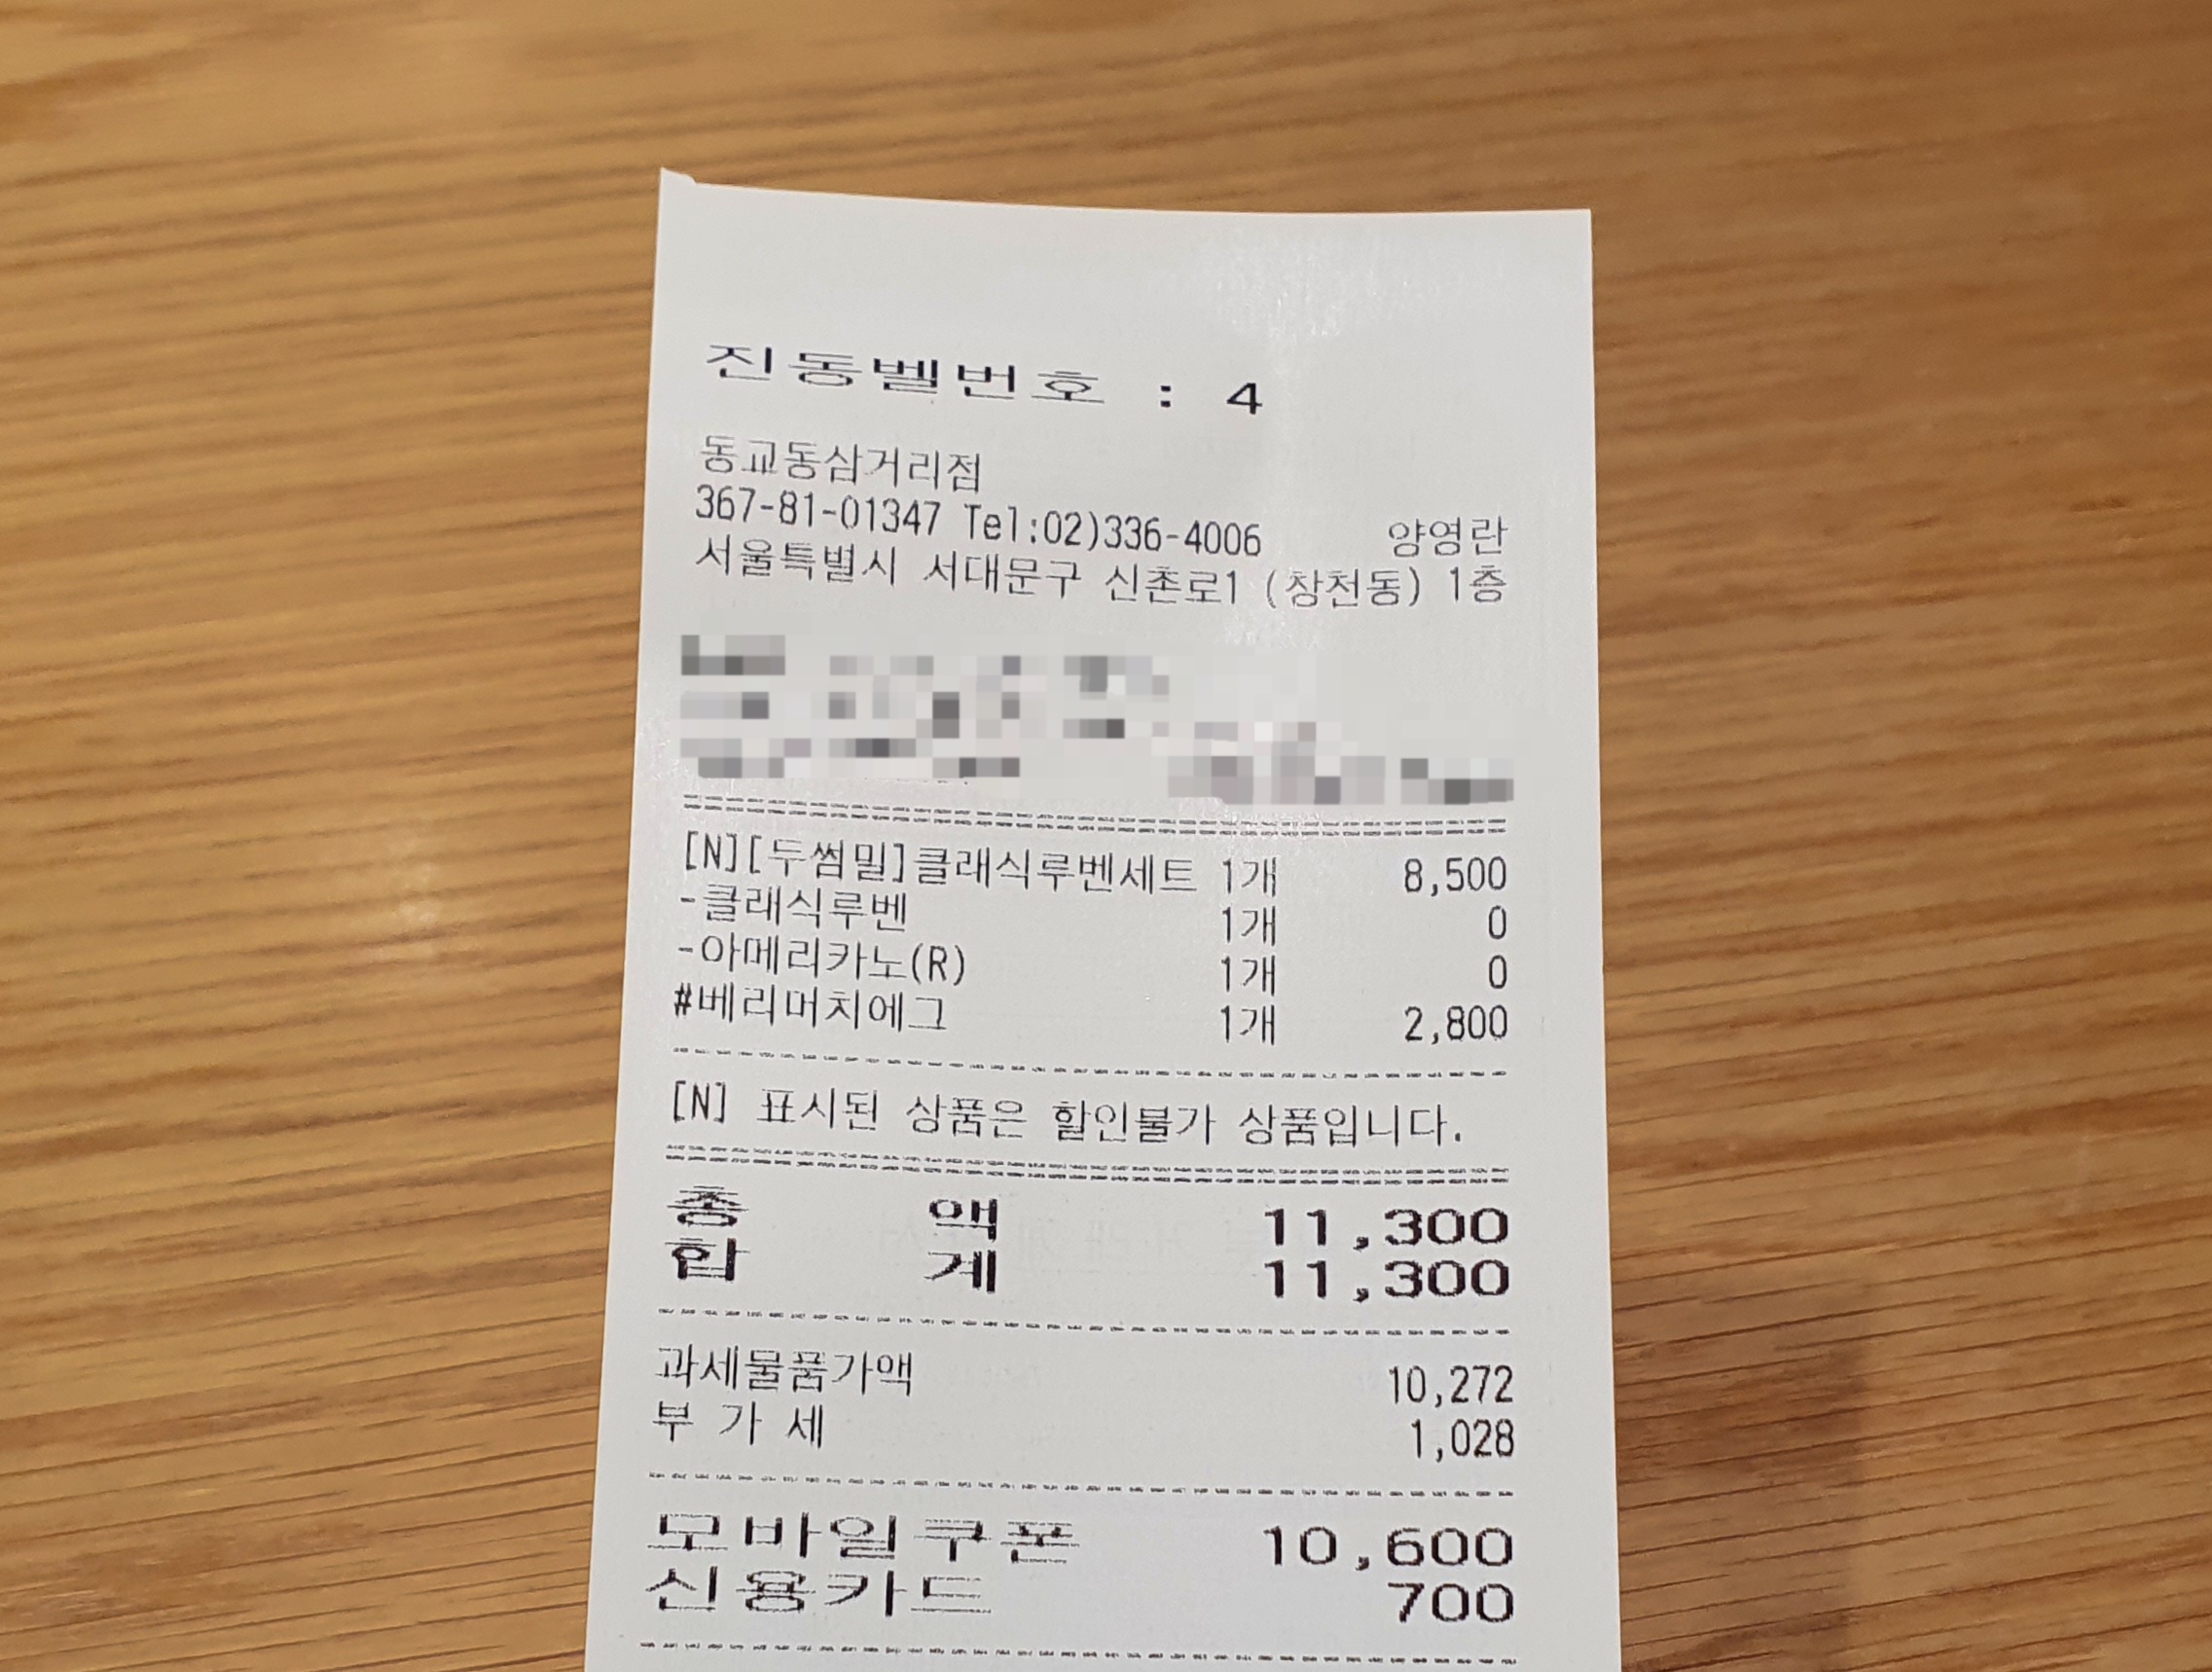 진동벨번호 : 4
동교동삼거리점
367-81-01347 Tel:02)336-4006 양영란
서울특별시 서대문구 신촌로1 (창천동) 1층
[N][두썸밀]클래식루벤세트 1개 8,500
-클래식루벤 1개 0
-아메리카노(R) 1개 0
#베리머치에그 1개 2,800
[N] 표시된 상품은 할인불가 상품입니다.
총 액 11,300
합 계 11,300
과세물품가액 10,272
부 가 세 1,028
모바일쿠폰 10,600
신용카드 700